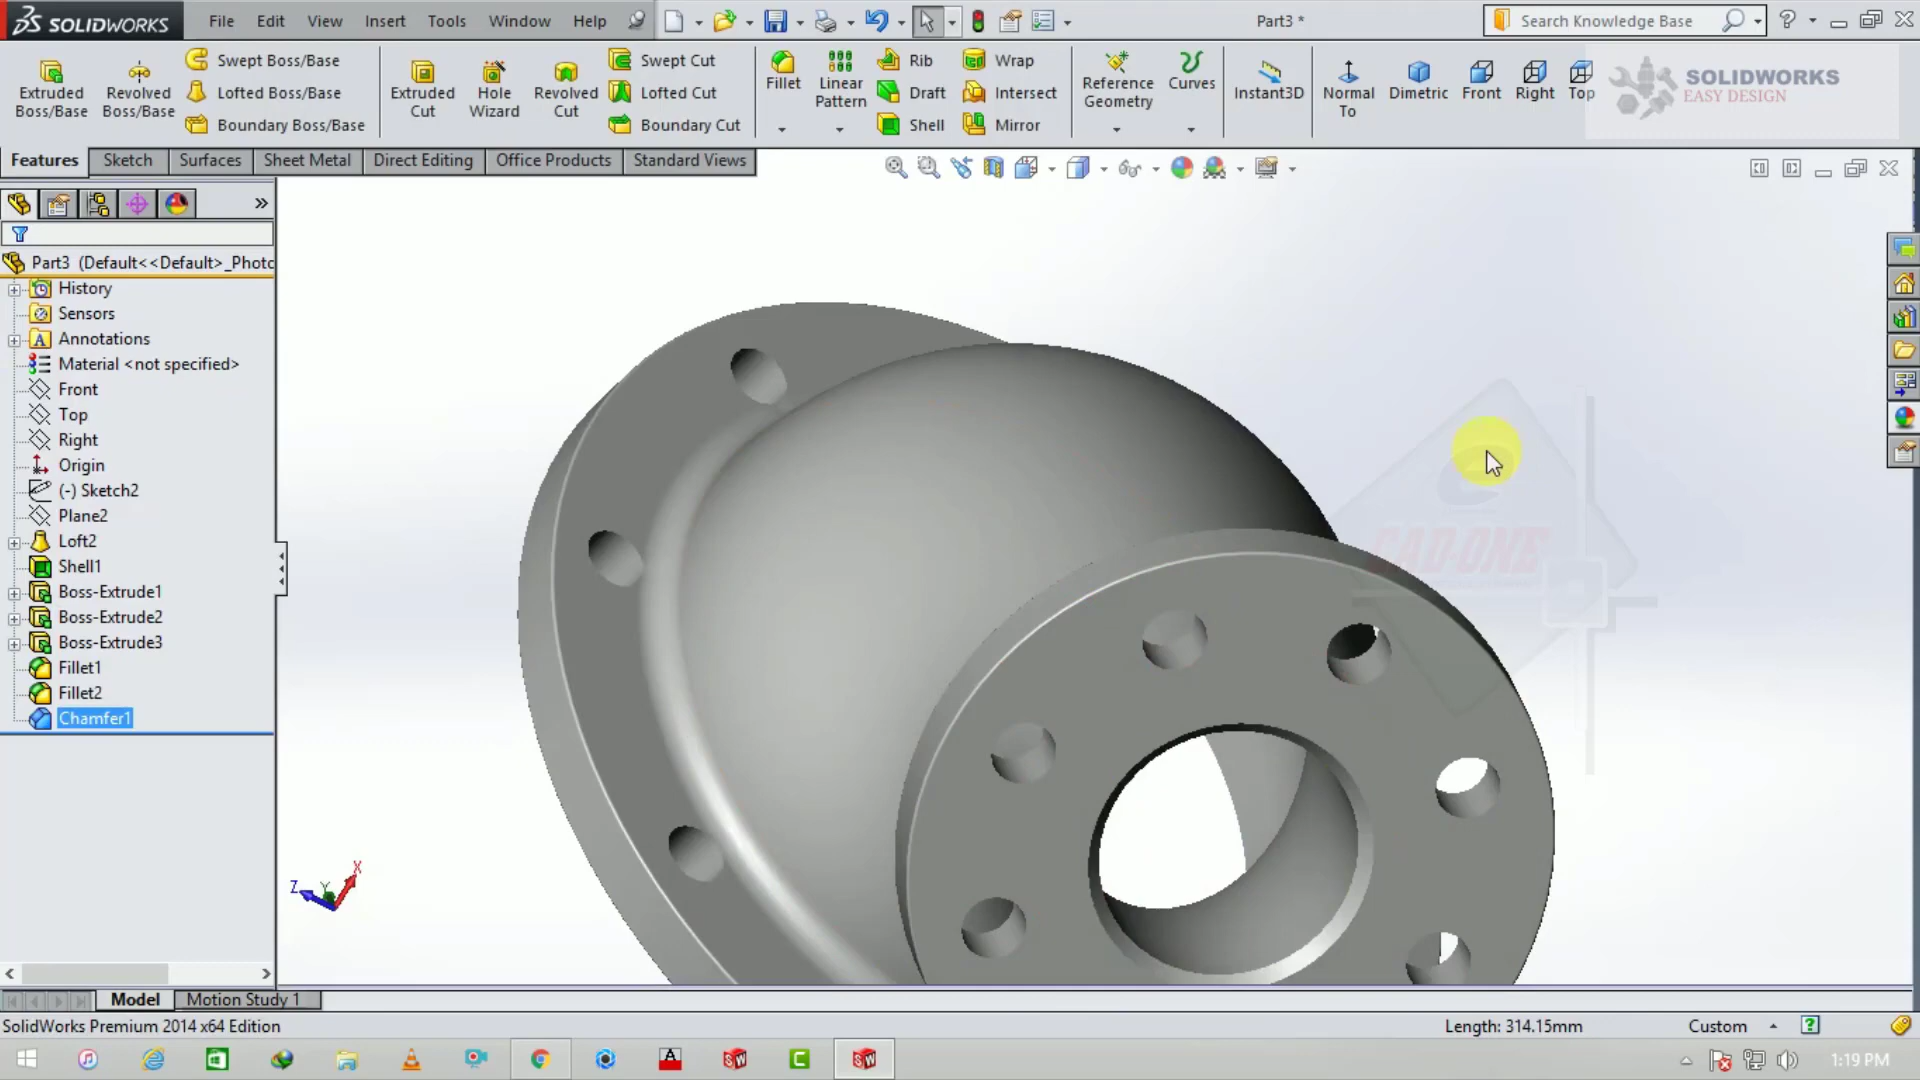 SOLIDWORKS
File Edit View Insert Tools Window Help
Part3 *
Search Knowledge Base
Extruded Boss/Base
Revolved Boss/Base
Swept Boss/Base
Lofted Boss/Base
Boundary Boss/Base
Extruded Cut
Hole Wizard
Revolved Cut
Swept Cut
Lofted Cut
Boundary Cut
Fillet
Linear Pattern
Rib
Draft
Shell
Wrap
Intersect
Mirror
Reference Geometry
Curves
Instant3D
Normal To
Dimetric
Front
Right
Top
SOLIDWORKS
EASY DESIGN
Features Sketch Surfaces Sheet Metal Direct Editing Office Products Standard Views
Part3 (Default<<Default>_Photo
History
Sensors
Annotations
Material <not specified>
Front
Top
Right
Origin
(-) Sketch2
Plane2
Loft2
Shell1
Boss-Extrude1
Boss-Extrude2
Boss-Extrude3
Fillet1
Fillet2
Chamfer1
CAD-ONE
Z Y X
Model Motion Study 1
SolidWorks Premium 2014 x64 Edition
Length: 314.15mm
Custom
1:19 PM